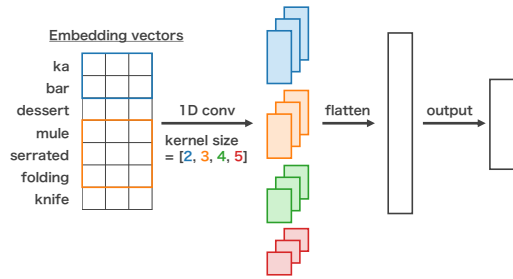 Embedding vectors
ka
bar
dessert
mule
serrated
folding
knife
1D conv
kernel size
= [2, 3, 4, 5]
flatten
output